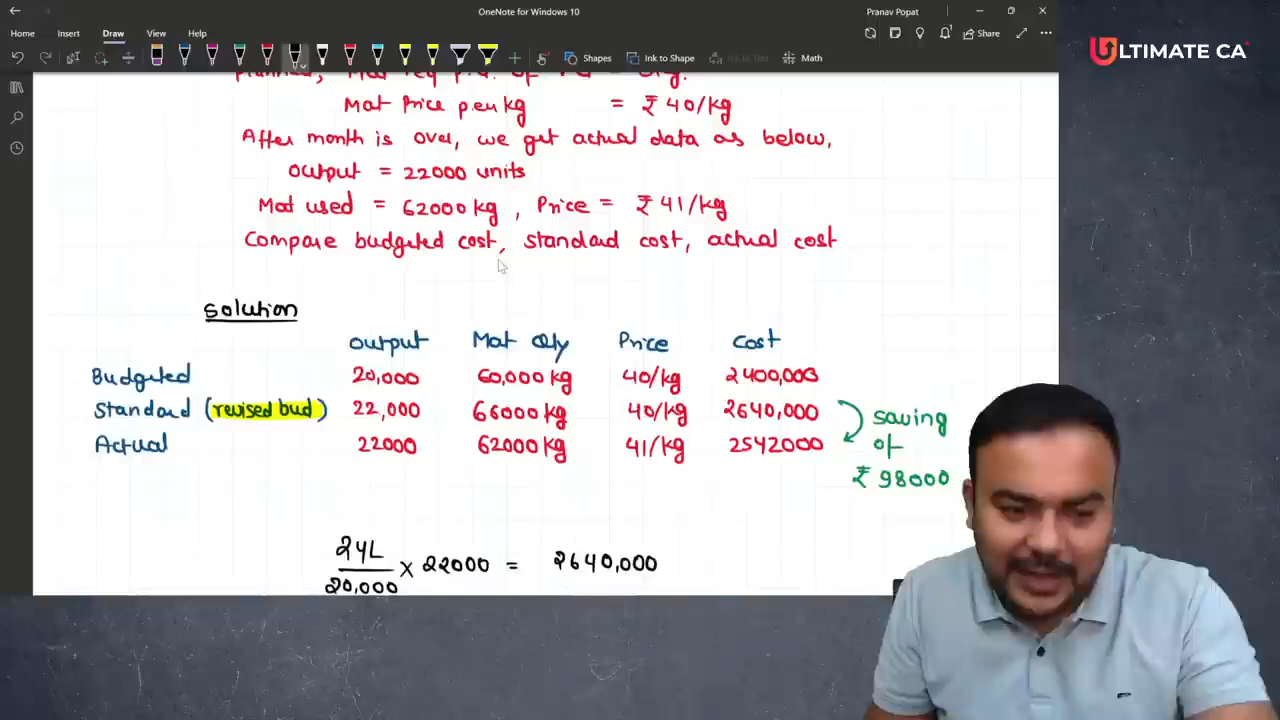 OneNote for Windows 10
Pranav Popat
Home Insert Draw View Help
Share
Shapes Ink to Shape Ink to Text Math
ULTIMATE CA
Mat Price per kg = ₹40/kg
After month is over, we get actual data as below,
output = 22000 units
Mat used = 62000 kg, Price = ₹41/kg
Compare budgeted cost, standard cost, actual cost
Solution
output Mat Qty Price Cost
Budgeted 20,000 60,000 kg 40/kg 2400,000
Standard (revised bud) 22,000 66000 kg 40/kg 2640,000
Actual 22000 62000 kg 41/kg 2542000
saving
of
₹98000
24L
20,000 × 22000 = 2640,000